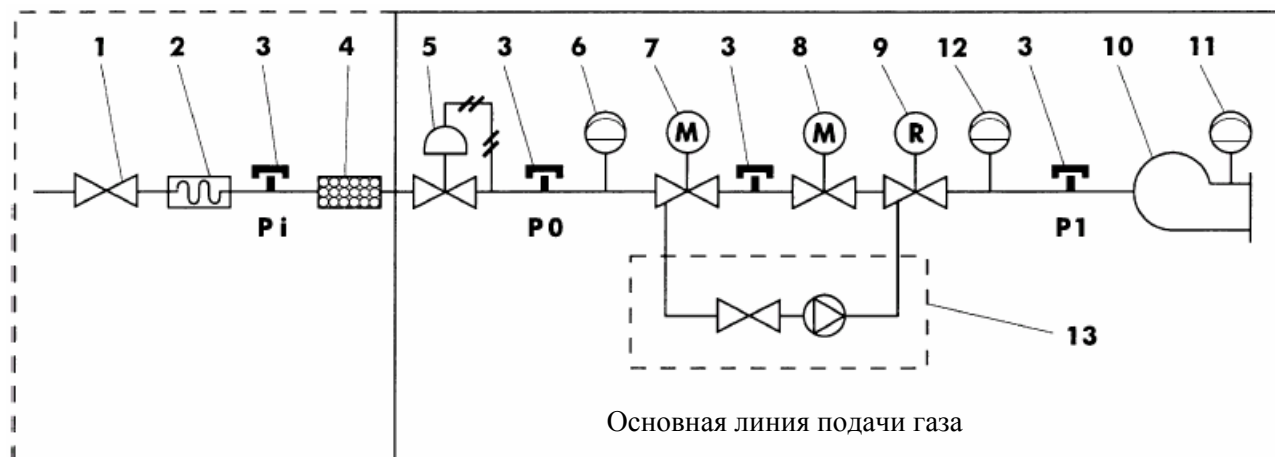 1 2 3 4 5 3 6 7 3 8 9 12 3 10 11
M M R
Pi P0 P1
13
Основная линия подачи газа